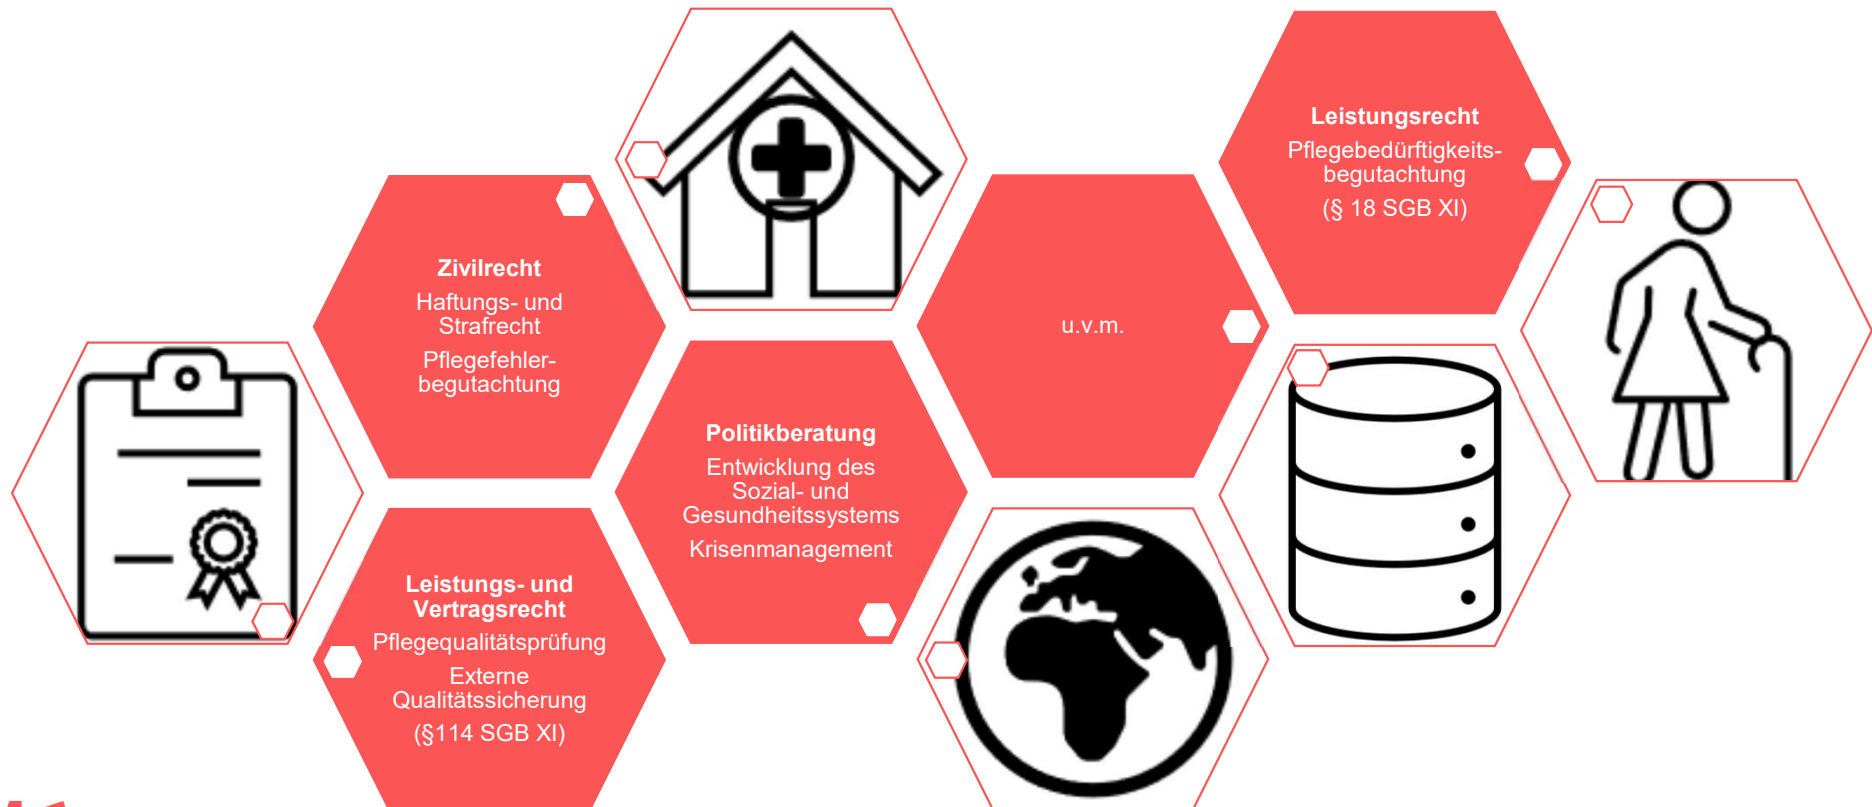 Zivilrecht
Haftungs- und
Strafrecht
Pflegefehler-
begutachtung
Leistungs- und
Vertragsrecht
Pflegequalitätsprüfung
Externe
Qualitätssicherung
(§114 SGB XI)
Politikberatung
Entwicklung des
Sozial- und
Gesundheitssystems
Krisenmanagement
u.v.m.
Leistungsrecht
Pflegebedürftigkeits-
begutachtung
(§ 18 SGB XI)